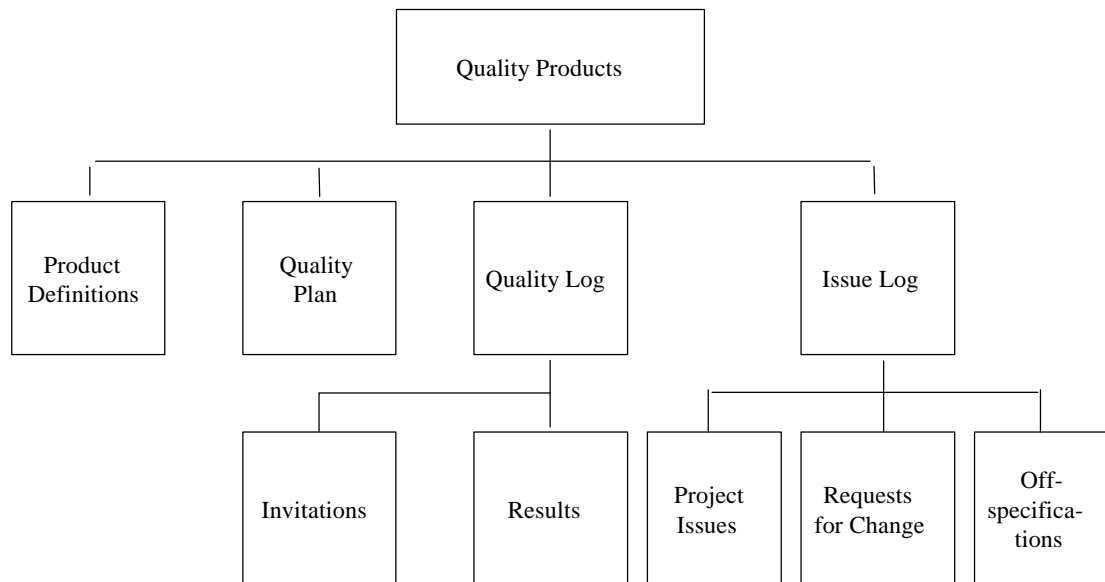 Quality Products
Product
Definitions
Quality
Plan
Quality Log
Issue Log
Invitations
Results
Project
Issues
Requests
for Change
Off-
specifica-
tions